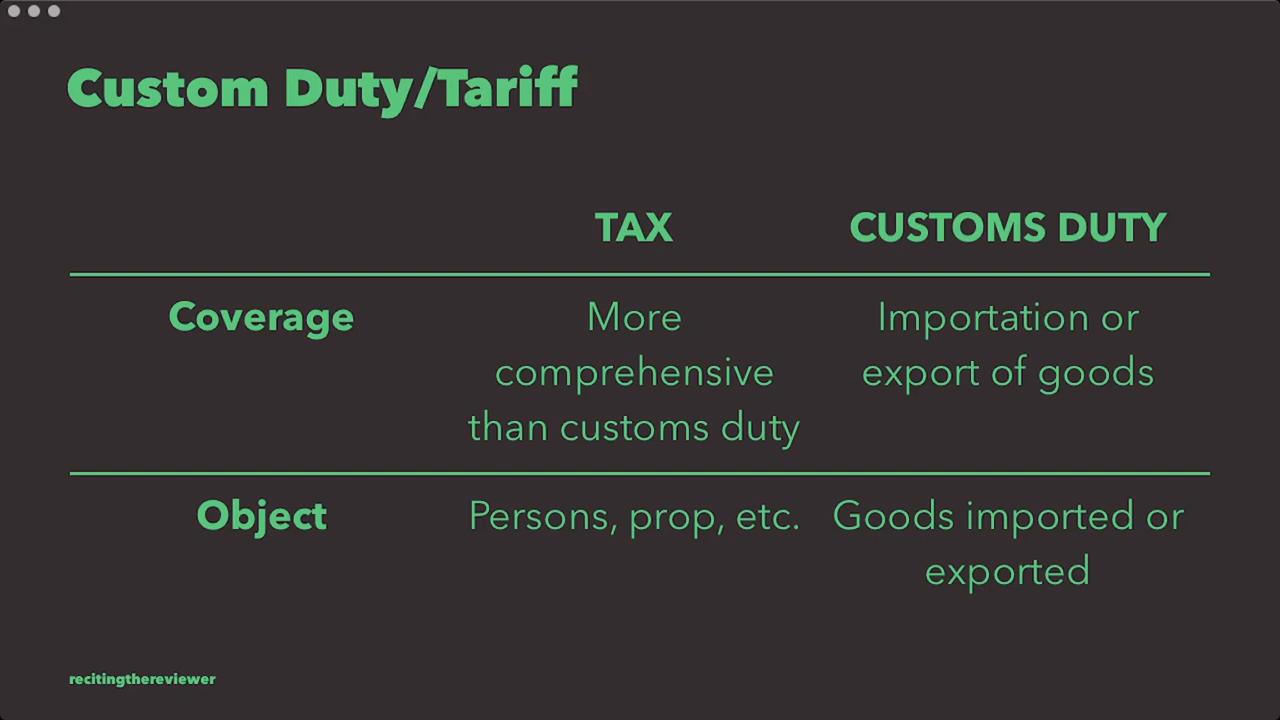 Custom Duty/Tariff
TAX CUSTOMS DUTY
Coverage More Importation or
comprehensive export of goods
than customs duty
Object Persons, prop, etc. Goods imported or
exported
recitingthereviewer